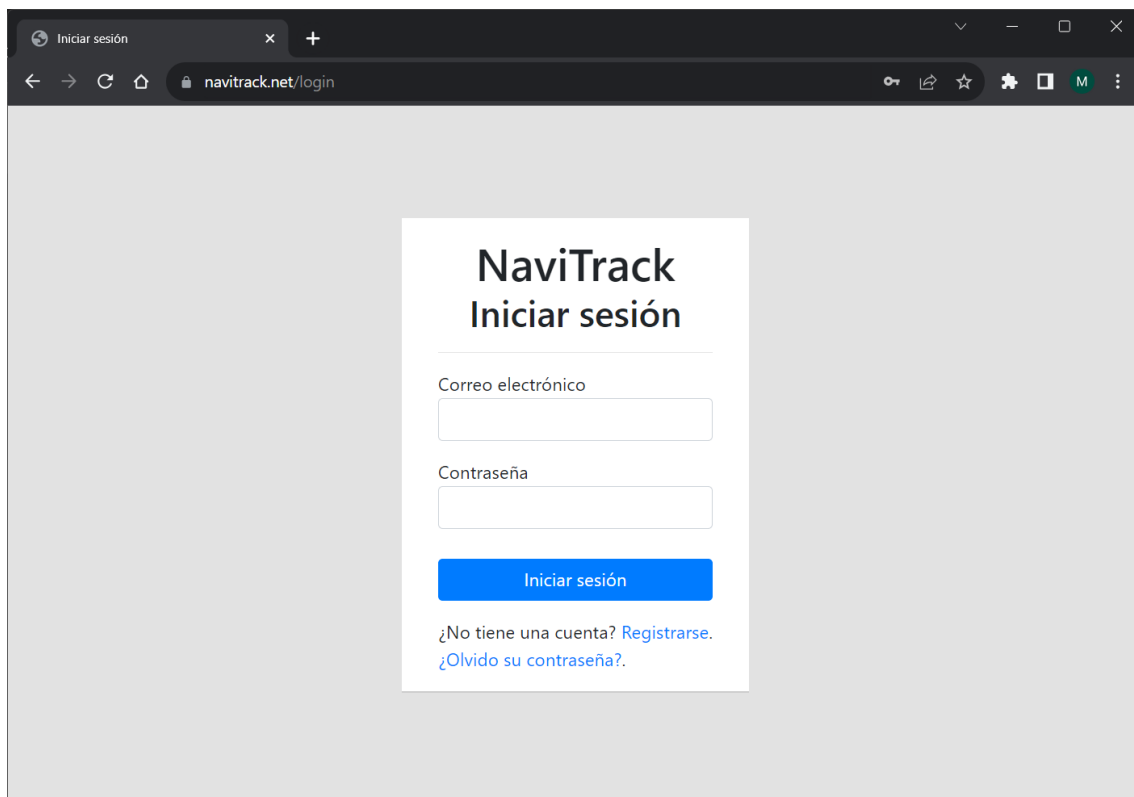 Iniciar sesión
navitrack.net/login
M
NaviTrack
Iniciar sesión
Correo electrónico
Contraseña
Iniciar sesión
¿No tiene una cuenta? Registrarse.
¿Olvido su contraseña?.